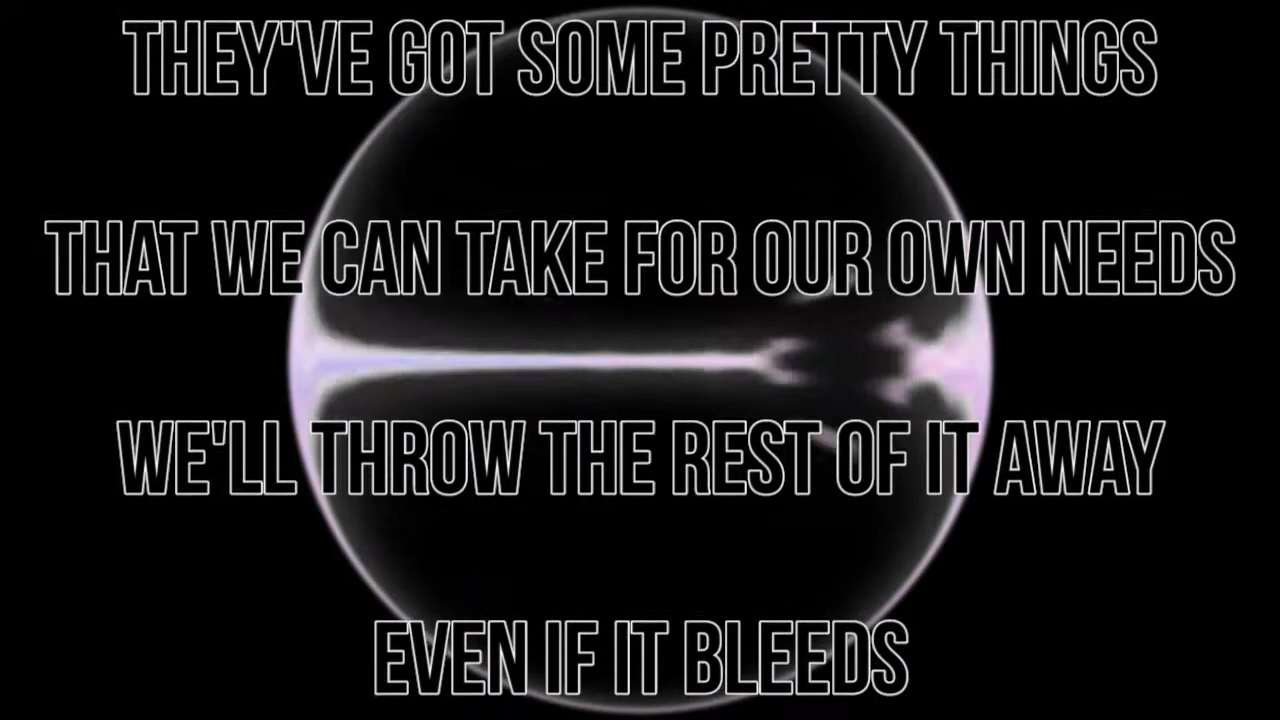 THEY'VE GOT SOME PRETTY THINGS
THAT WE CAN TAKE FOR OUR OWN NEEDS
WE'LL THROW THE REST OF IT AWAY
EVEN IF IT BLEEDS